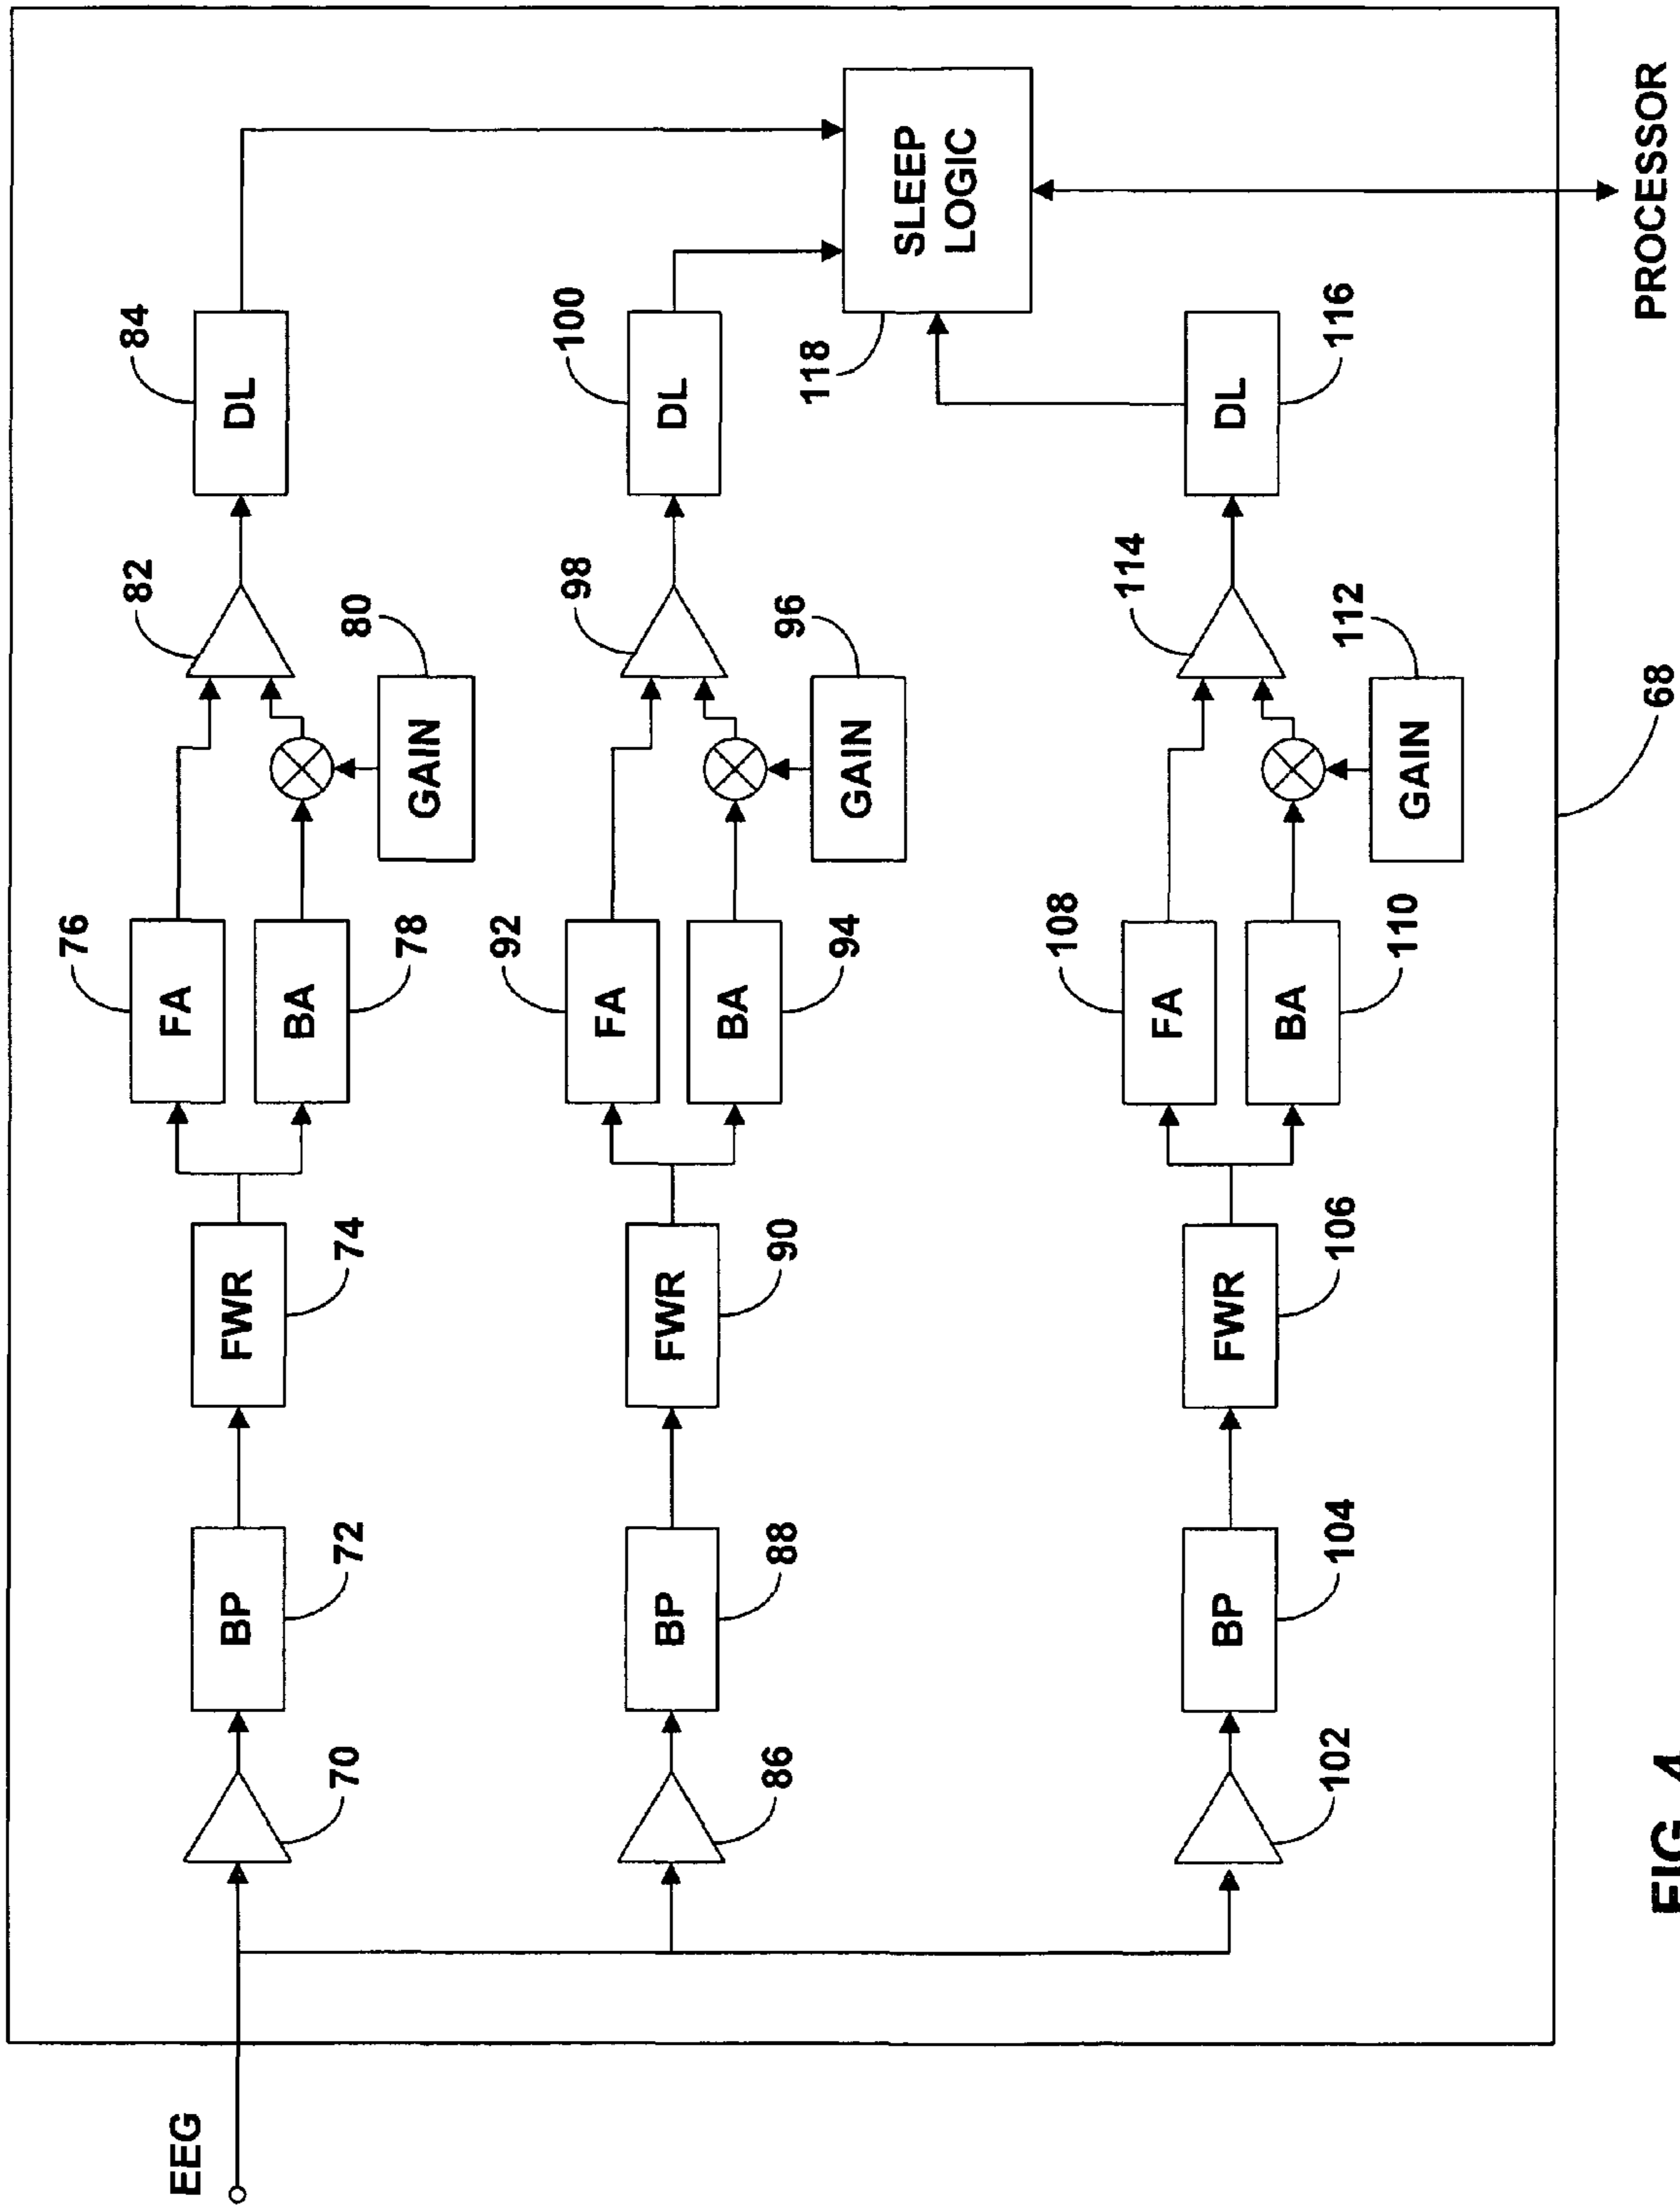 EEG
70
BP
72
FWR
74
FA
76
BA
78
GAIN
80
82
DL
84
86
BP
88
FWR
90
FA
92
BA
94
GAIN
96
98
DL
100
102
BP
104
FWR
106
FA
108
BA
110
GAIN
112
114
DL
116
SLEEP
LOGIC
118
PROCESSOR
68
FIG. 4